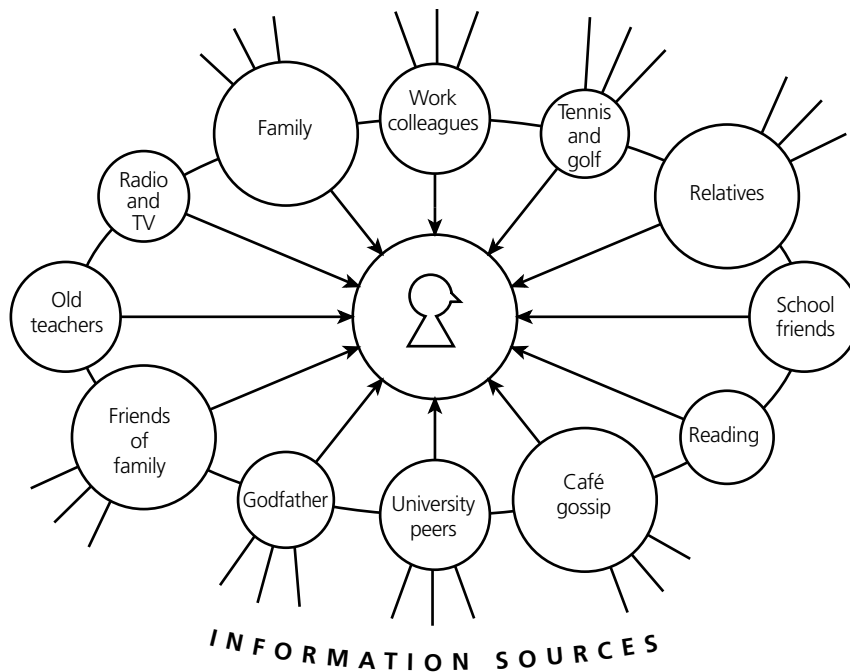 Family
Work
colleagues
Tennis
and
golf
Radio
and
TV
Relatives
Old
teachers
School
friends
Friends
of
family
Reading
Godfather
University
peers
Café
gossip
INFORMATION SOURCES